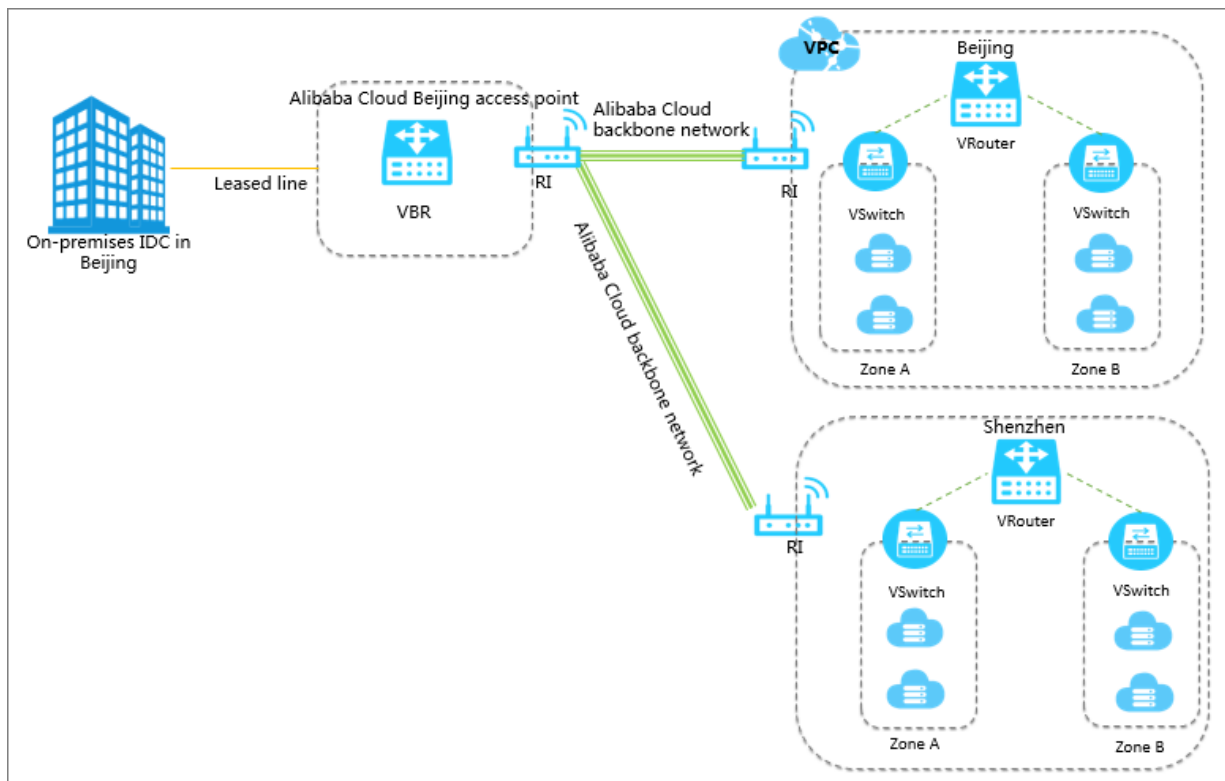 On-premises IDC in
Beijing
Leased line
Alibaba Cloud Beijing access point
VBR
RI
Alibaba Cloud
backbone network
Alibaba Cloud backbone network
VPC
Beijing
VRouter
RI
VSwitch
VSwitch
Zone A
Zone B
Shenzhen
VRouter
RI
VSwitch
VSwitch
Zone A
Zone B